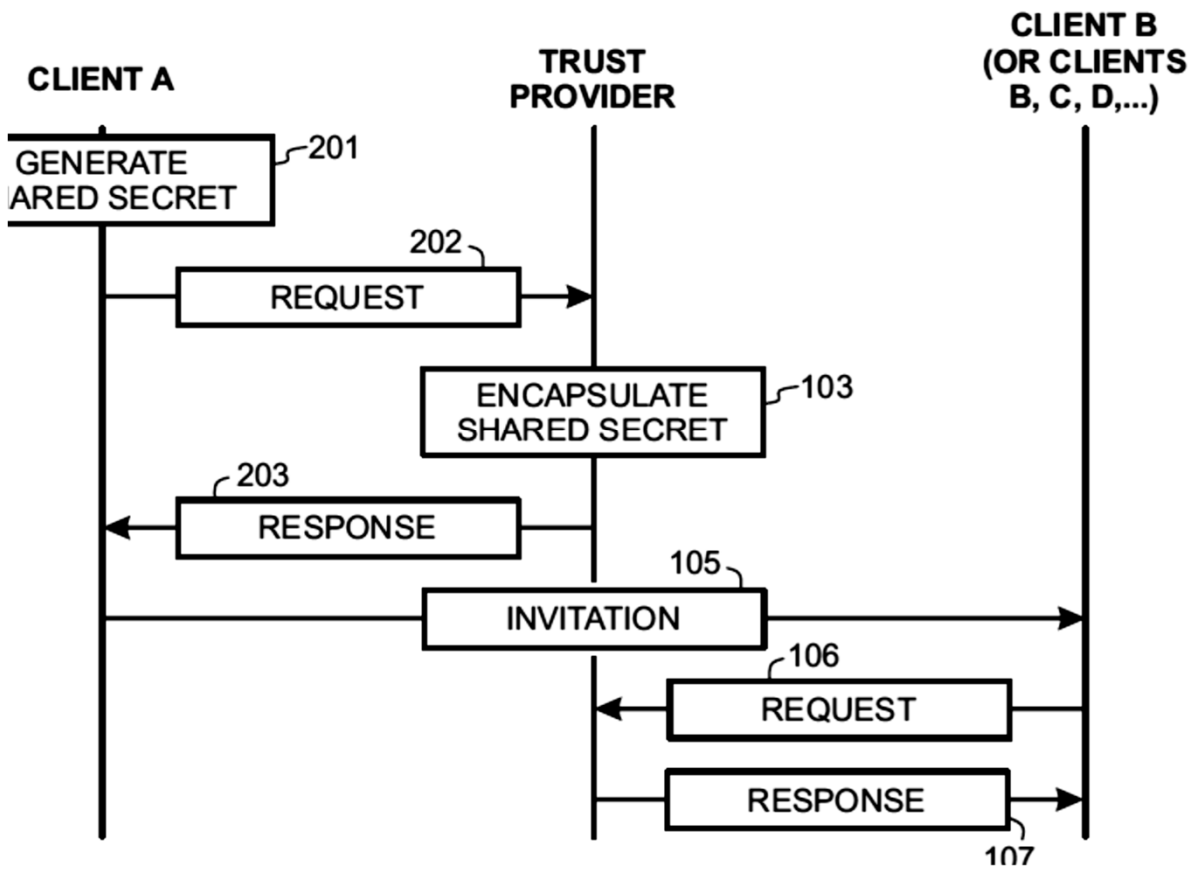 CLIENT A
TRUST
PROVIDER
CLIENT B
(OR CLIENTS
B, C, D,...)
GENERATE
HARED SECRET
201
202
REQUEST
ENCAPSULATE
SHARED SECRET
103
203
RESPONSE
105
INVITATION
106
REQUEST
RESPONSE
107